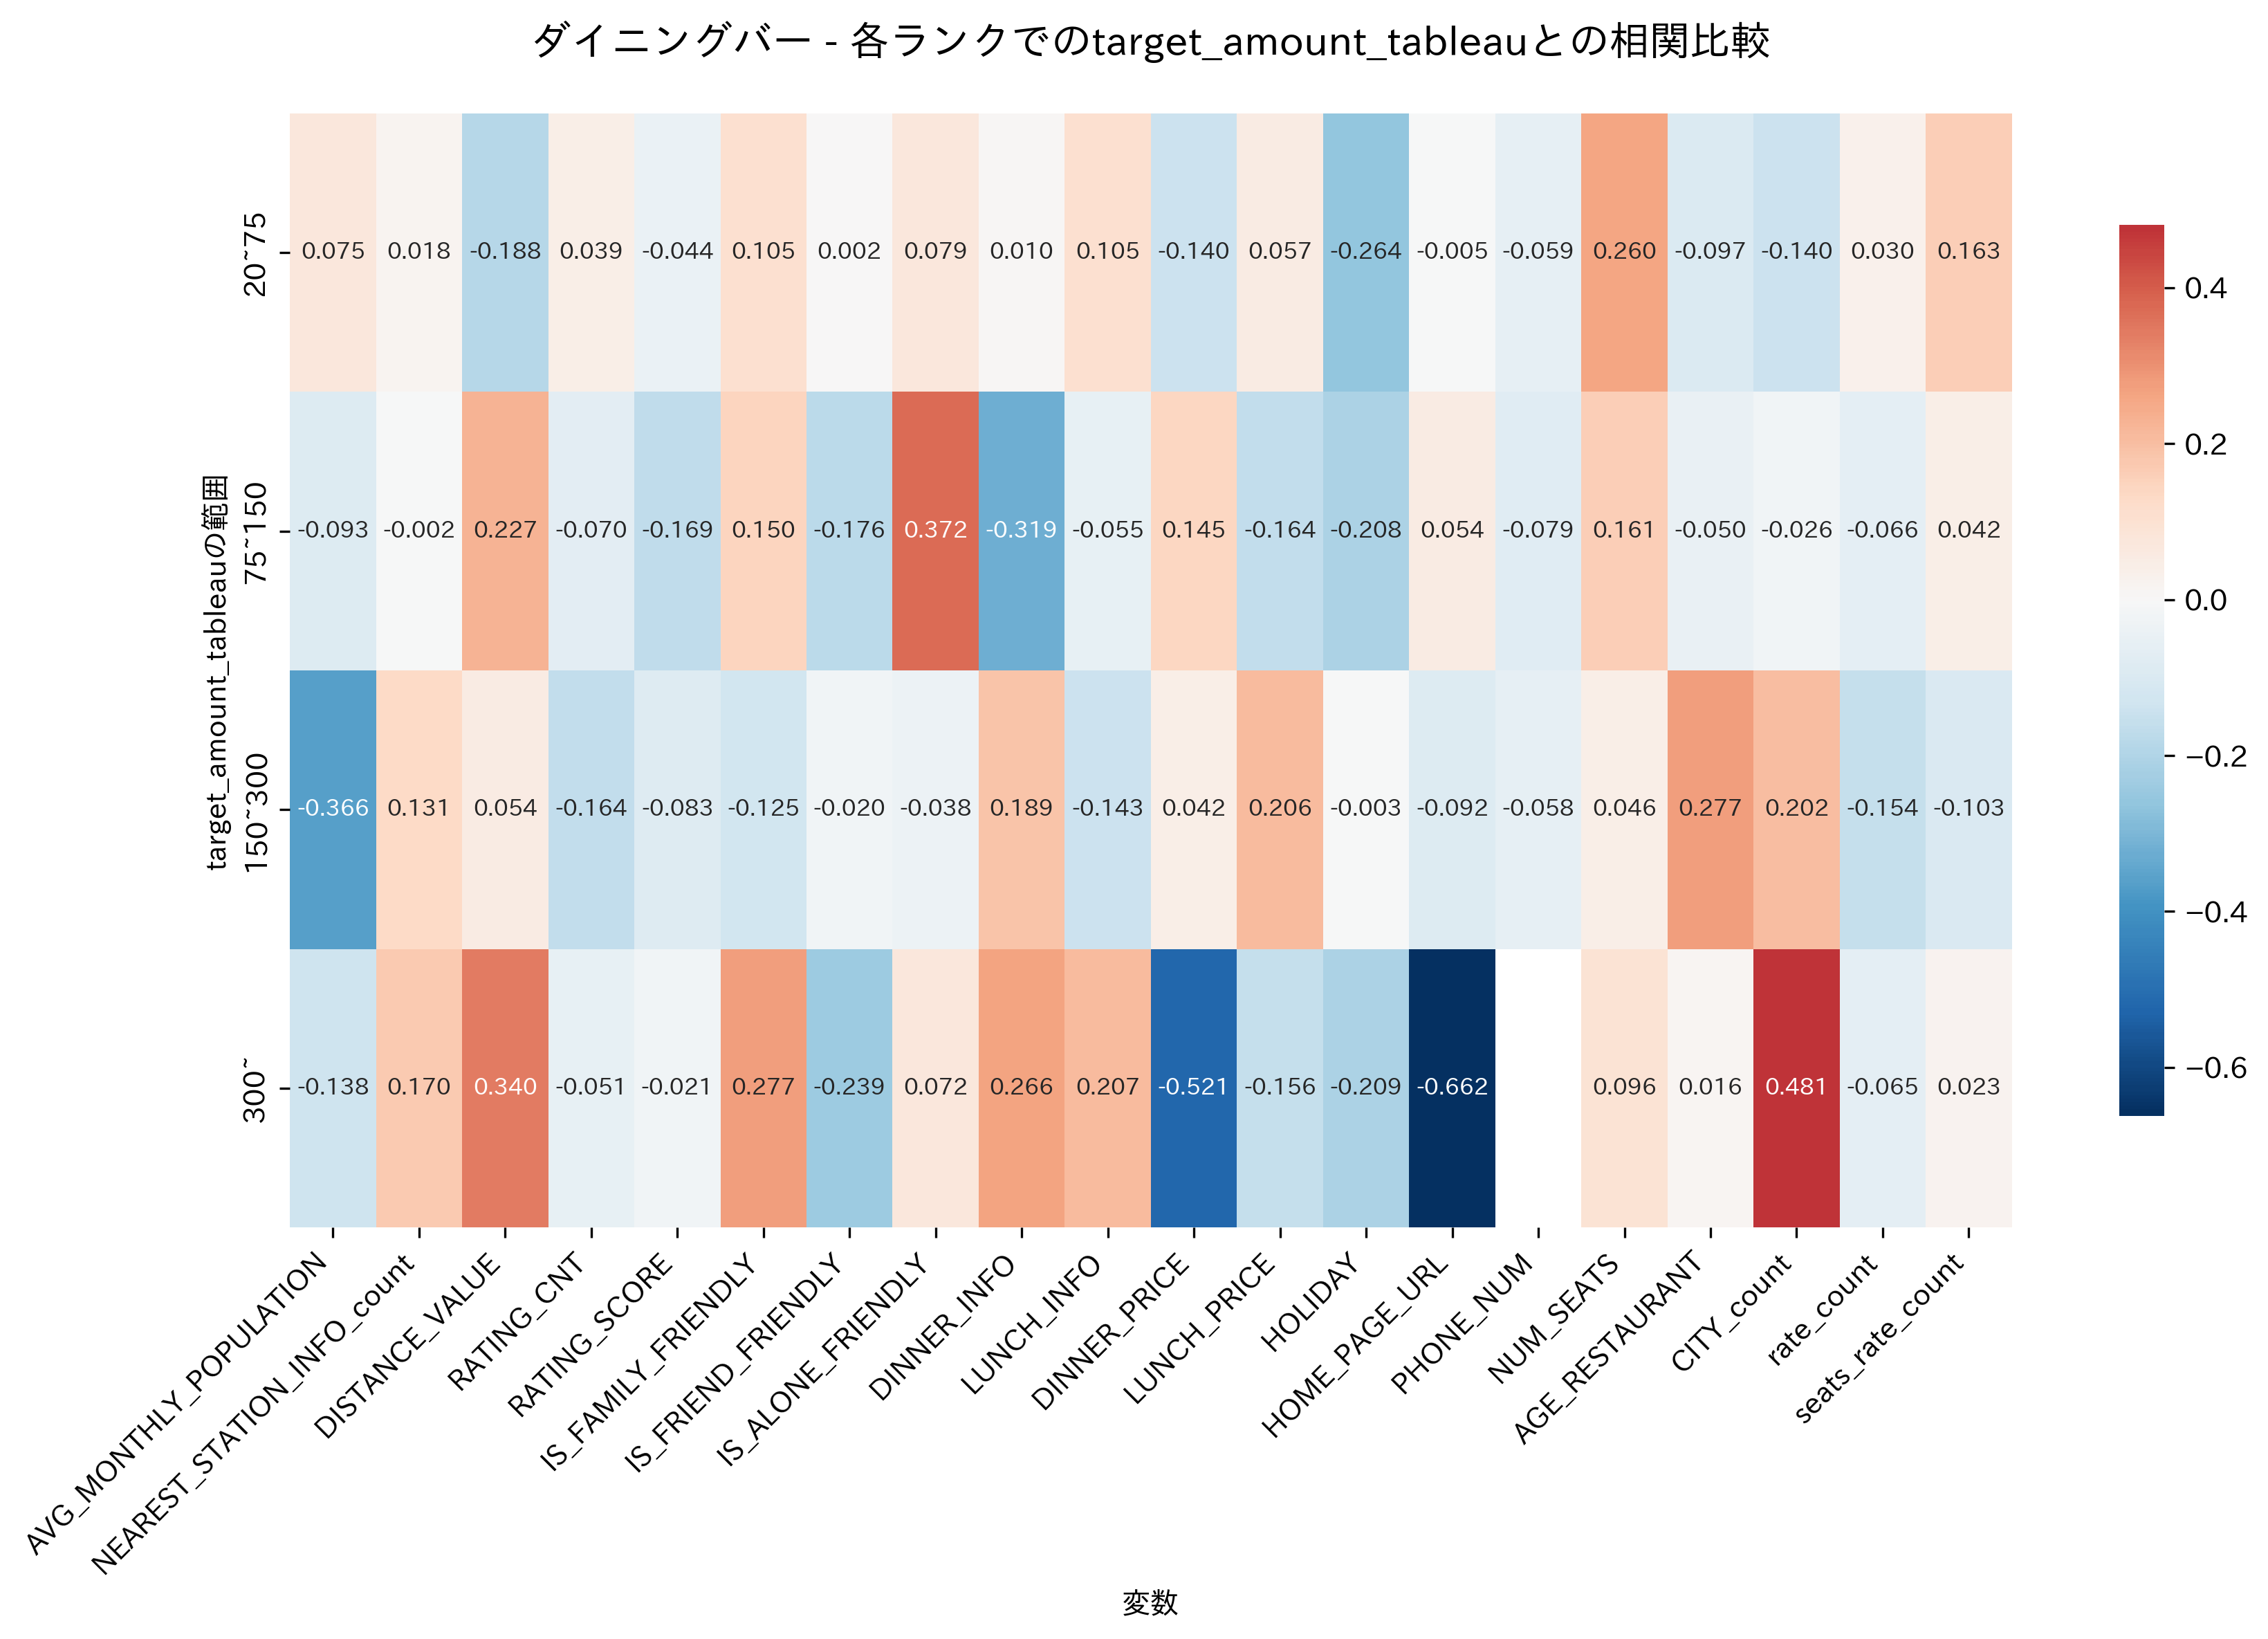 ダイニングバー - 各ランクでのtarget_amount_tableauとの相関比較
target_amount_tableauの範囲
20~75
0.075 0.018 -0.188 0.039 -0.044 0.105 0.002 0.079 0.010 0.105 -0.140 0.057 -0.264 -0.005 -0.059 0.260 -0.097 -0.140 0.030 0.163
75~150
-0.093 -0.002 0.227 -0.070 -0.169 0.150 -0.176 0.372 -0.319 -0.055 0.145 -0.164 -0.208 0.054 -0.079 0.161 -0.050 -0.026 -0.066 0.042
150~300
-0.366 0.131 0.054 -0.164 -0.083 -0.125 -0.020 -0.038 0.189 -0.143 0.042 0.206 -0.003 -0.092 -0.058 0.046 0.277 0.202 -0.154 -0.103
300~
-0.138 0.170 0.340 -0.051 -0.021 0.277 -0.239 0.072 0.266 0.207 -0.521 -0.156 -0.209 -0.662 0.096 0.016 0.481 -0.065 0.023
AVG_MONTHLY_POPULATION
NEAREST_STATION_INFO_count
DISTANCE_VALUE
RATING_CNT
RATING_SCORE
IS_FAMILY_FRIENDLY
IS_FRIEND_FRIENDLY
IS_ALONE_FRIENDLY
DINNER_INFO
LUNCH_INFO
DINNER_PRICE
LUNCH_PRICE
HOLIDAY
HOME_PAGE_URL
PHONE_NUM
NUM_SEATS
AGE_RESTAURANT
CITY_count
rate_count
seats_rate_count
変数
0.4
0.2
0.0
−0.2
−0.4
−0.6